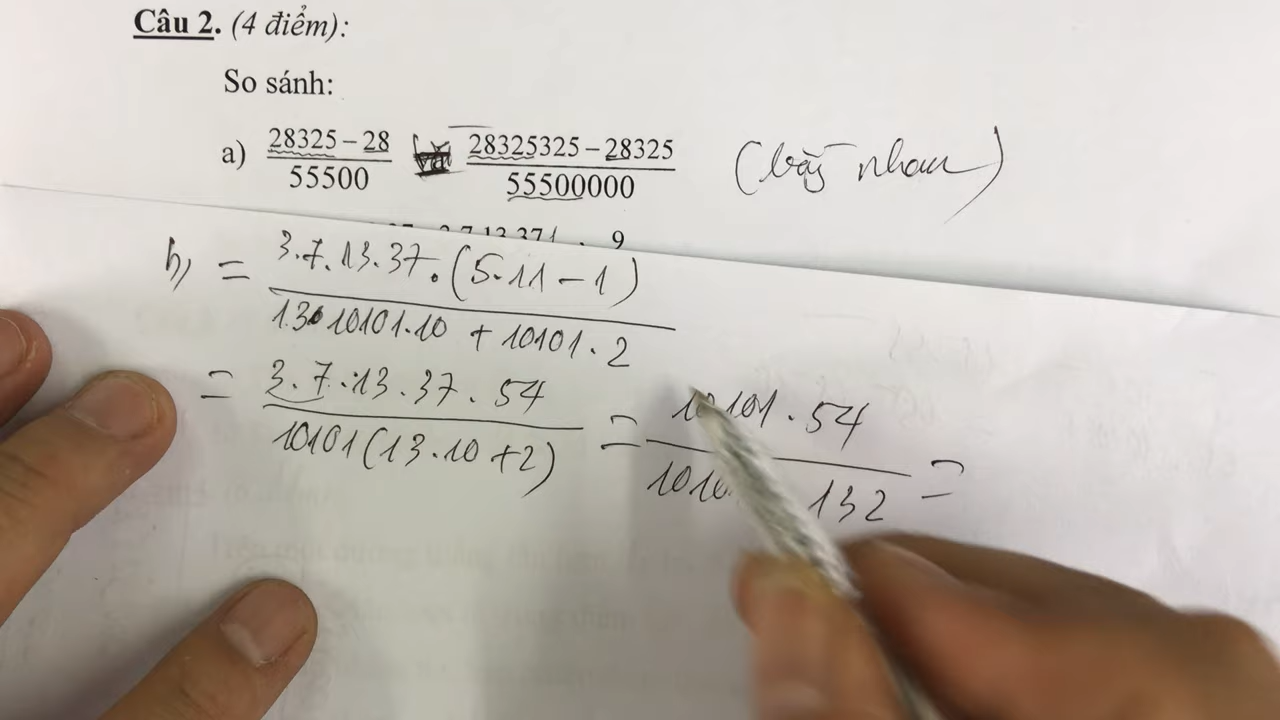 Câu 2. (4 điểm):
So sánh:
a) 28325 – 28 / 55500 và 28325325 – 28325 / 55500000 (bằng nhau)
9
b) = 3.7.13.37.(5.11 – 1) / 13.10101.10 + 10101.2
= 3.7.13.37.54 / 10101(13.10+2) = 10101.54 / 132 =